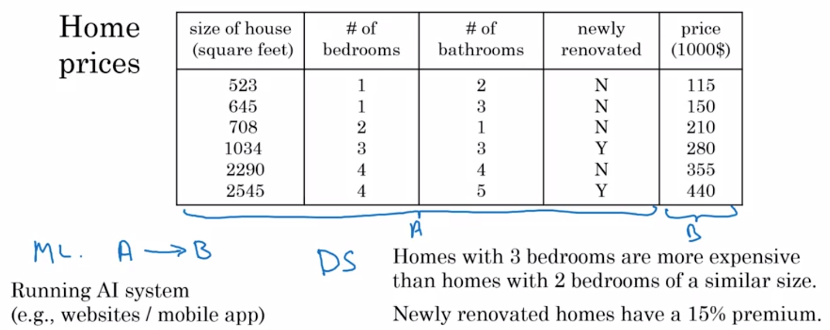 Home
prices
size of house
(square feet)
# of
bedrooms
# of
bathrooms
newly
renovated
price
(1000$)
523 1 2 N 115
645 1 3 N 150
708 2 1 N 210
1034 3 3 Y 280
2290 4 4 N 355
2545 4 5 Y 440
A
B
ML. A → B
DS
Running AI system
(e.g., websites / mobile app)
Homes with 3 bedrooms are more expensive
than homes with 2 bedrooms of a similar size.
Newly renovated homes have a 15% premium.